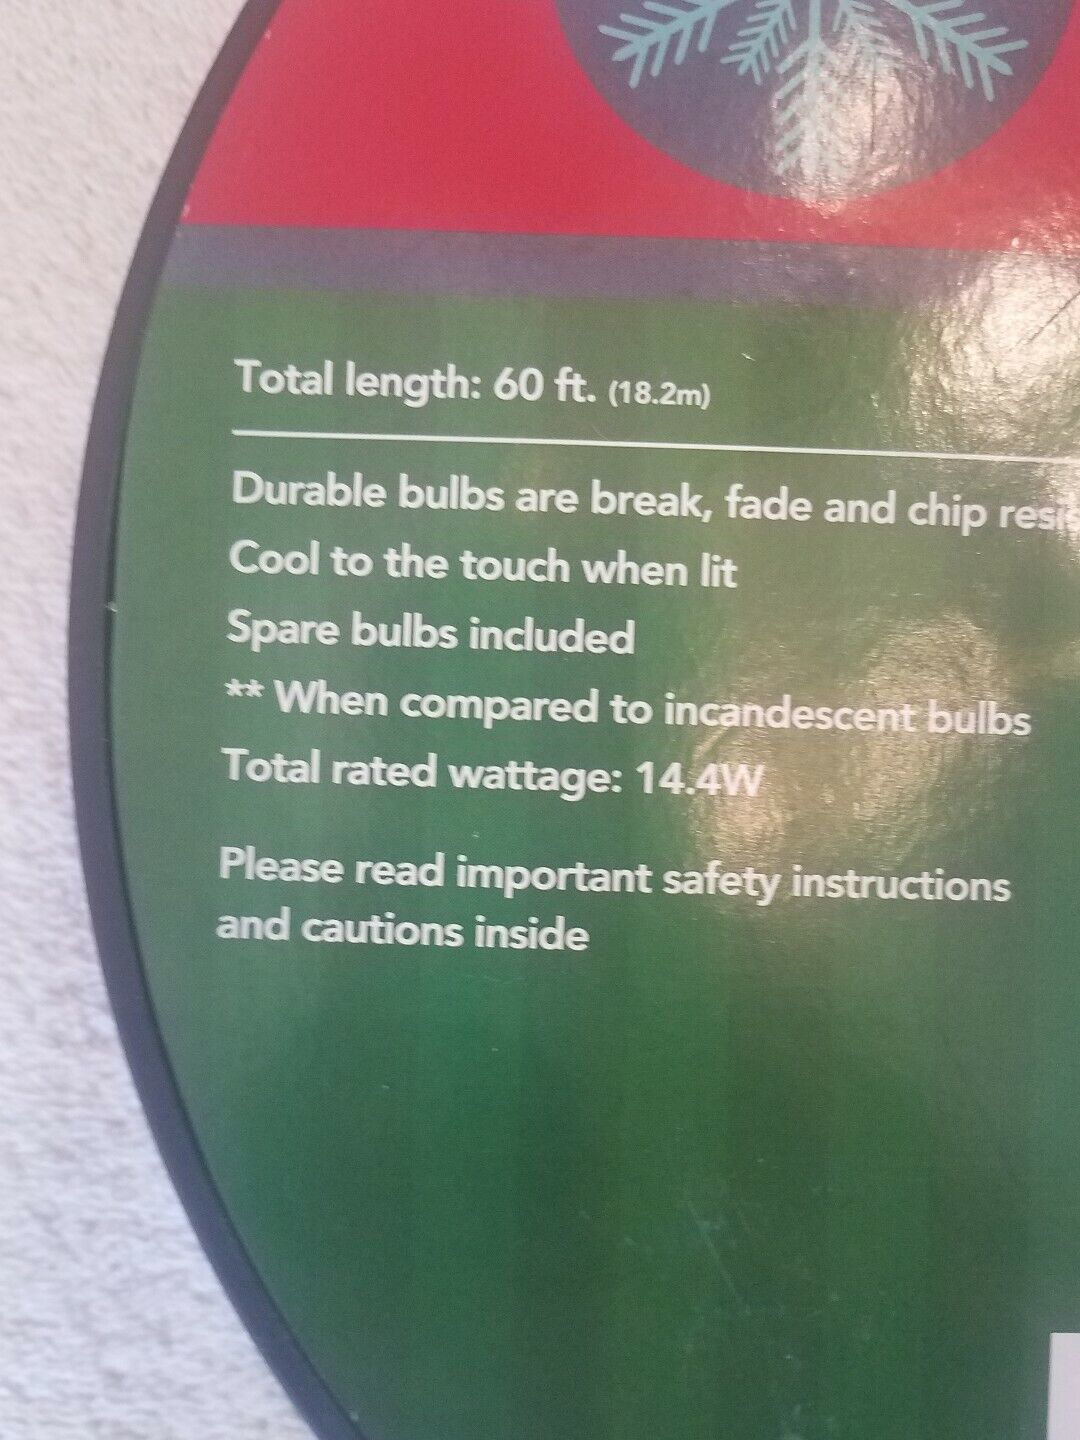 Total length: 60 ft. (18.2m)
Durable bulbs are break, fade and chip
Cool to the touch when lit
Spare bulbs included
** When compared to incandescent bulbs
Total rated wattage: 14.4W
Please read important safety instructions
and cautions inside